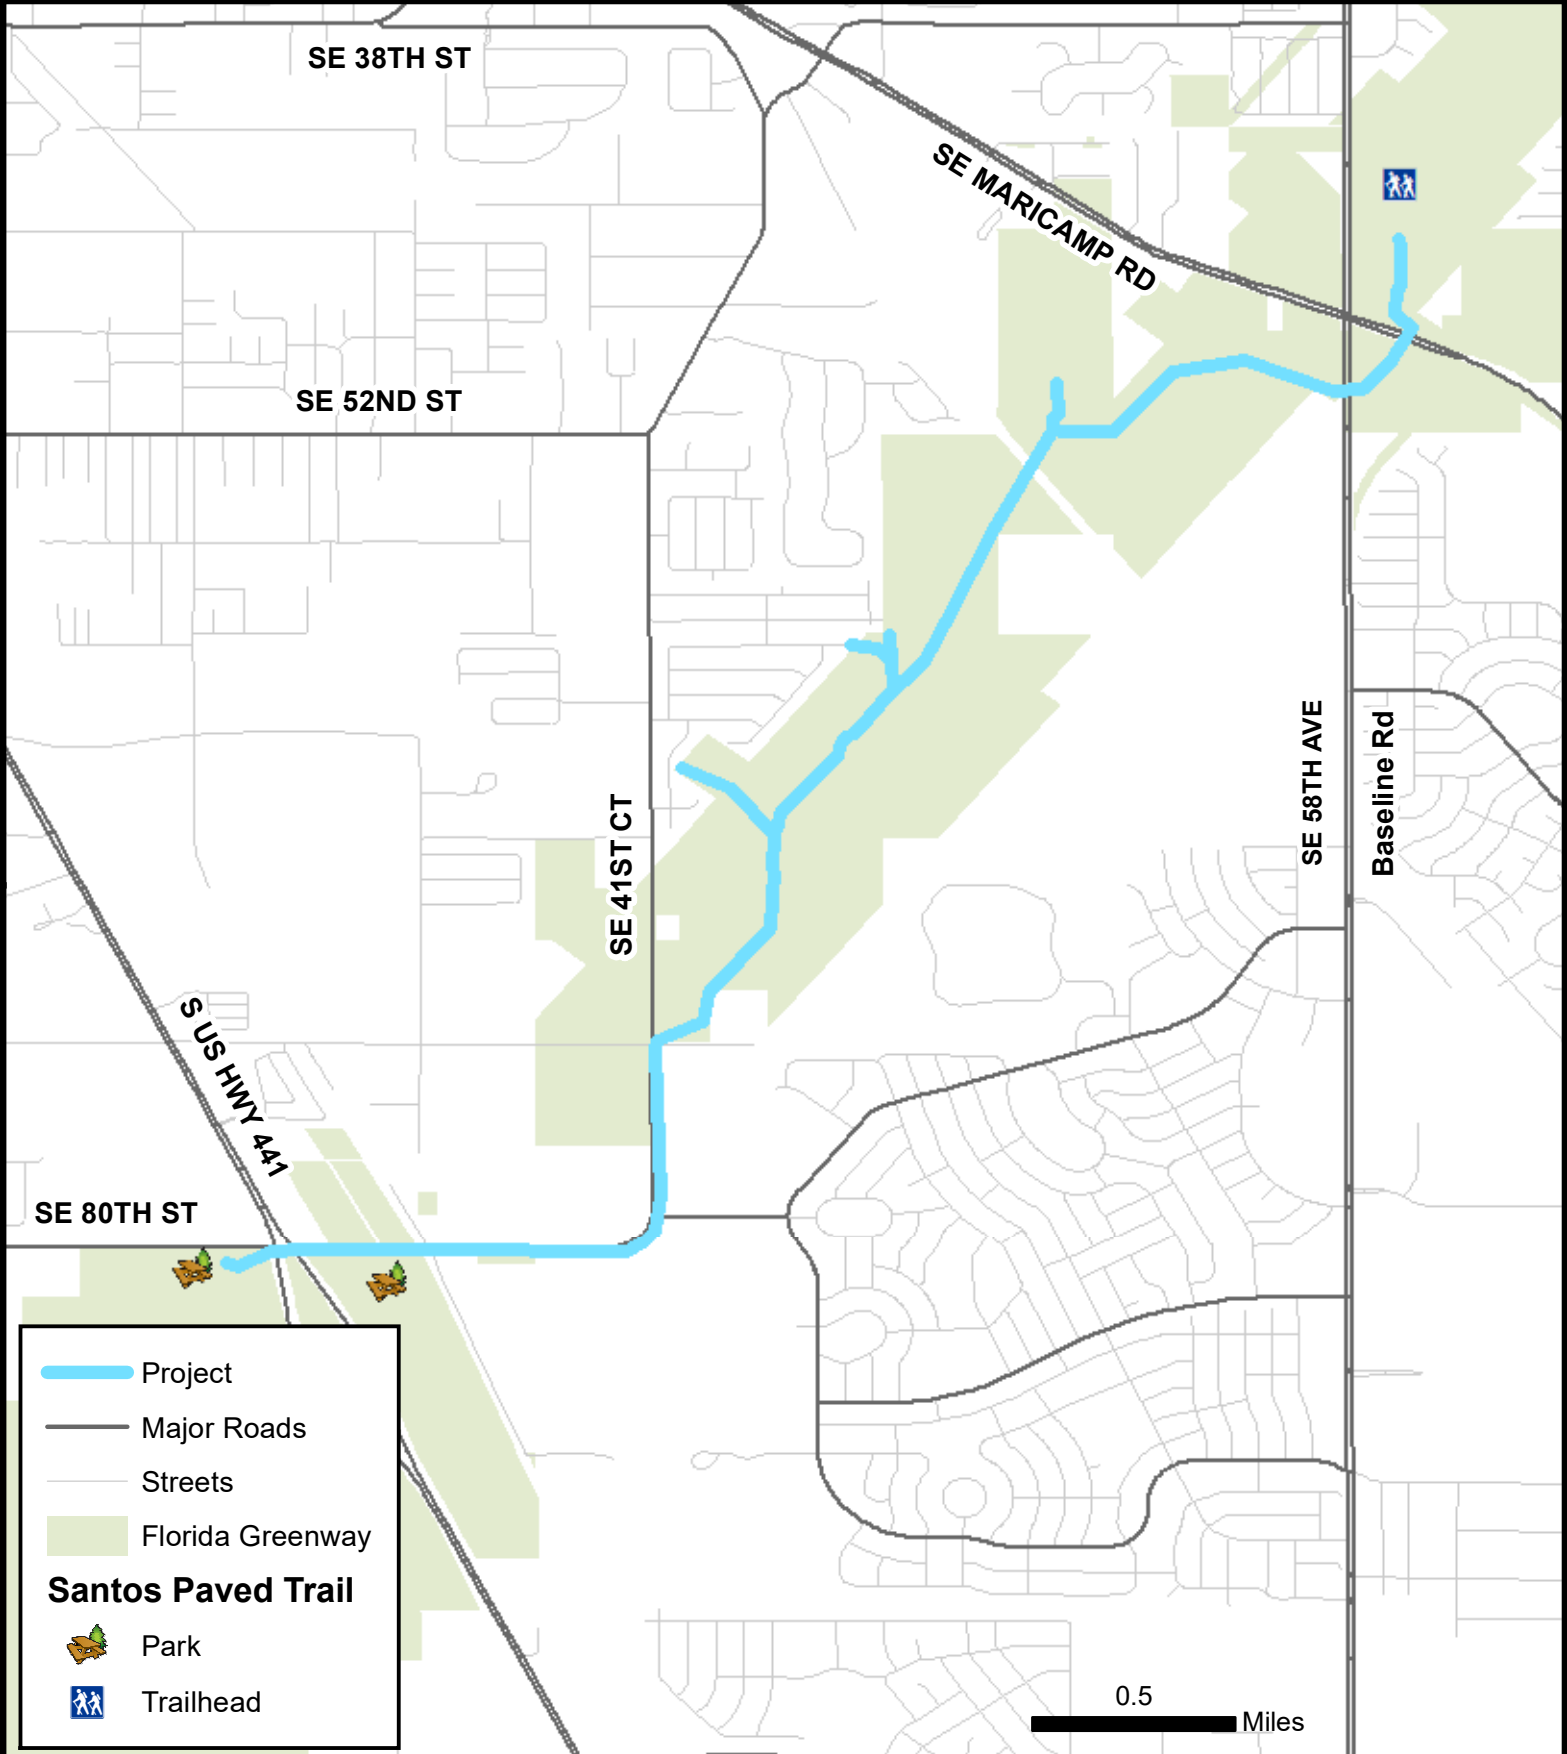 SE 38TH ST
SE MARICAMP RD
SE 52ND ST
SE 58TH AVE
Baseline Rd
SE 41ST CT
S US HWY 441
SE 80TH ST
Project
Major Roads
Streets
Florida Greenway
Santos Paved Trail
Park
Trailhead
0.5
Miles